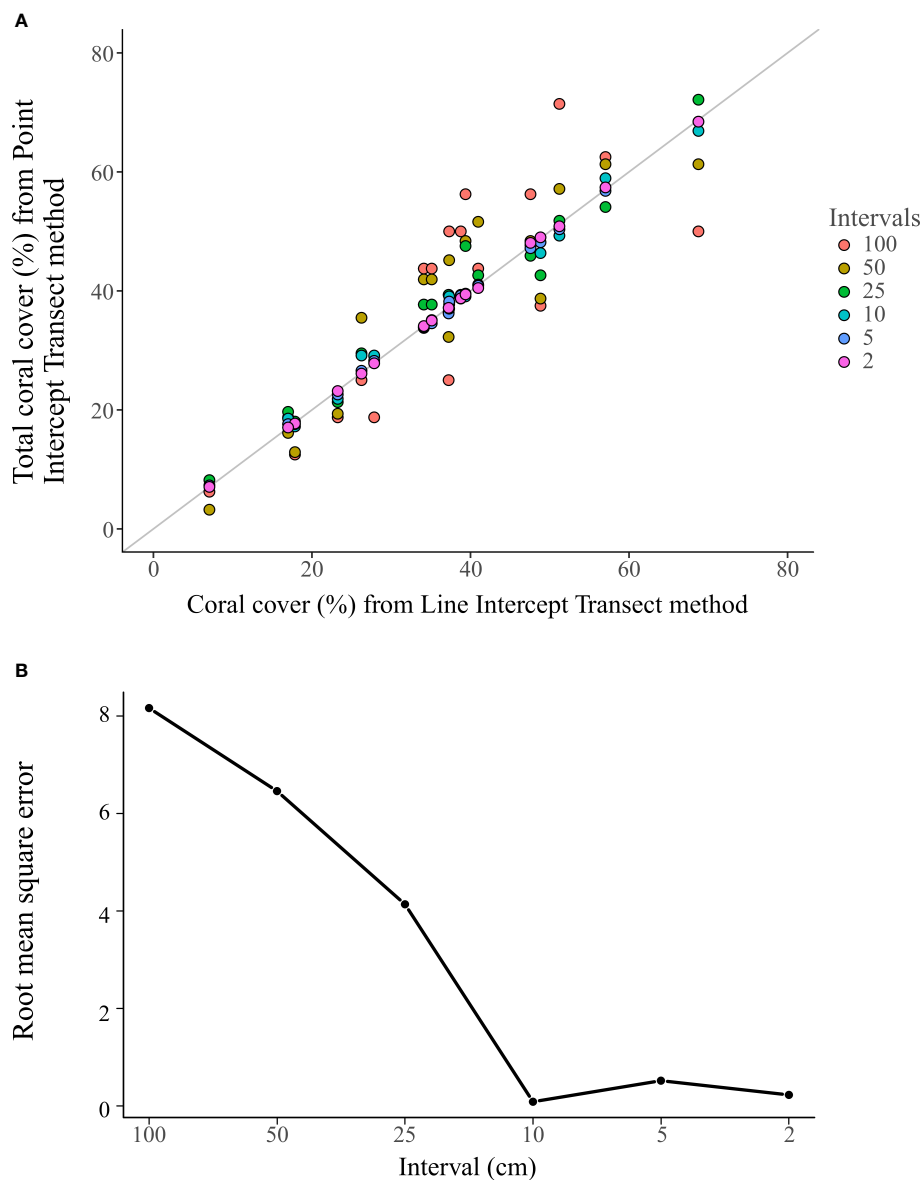 A
80
60
40
20
0
Total coral cover (%) from Point
Intercept Transect method
0 20 40 60 80
Coral cover (%) from Line Intercept Transect method
Intervals
100
50
25
10
5
2
B
8
6
4
2
0
Root mean square error
100 50 25 10 5 2
Interval (cm)